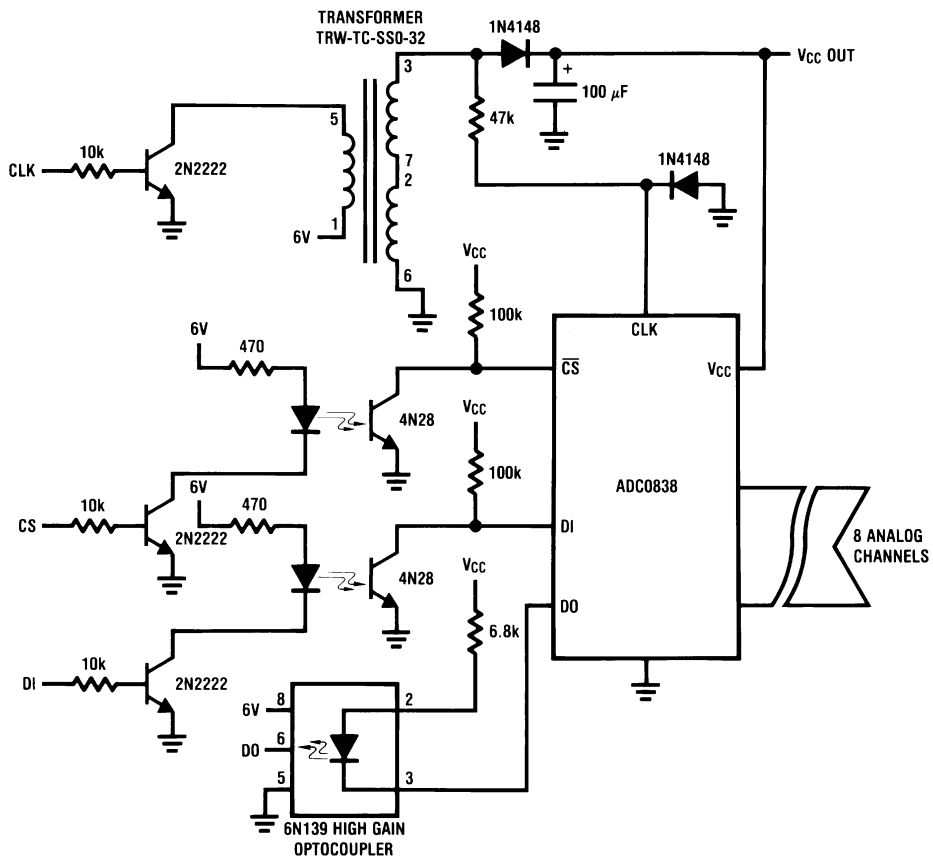 TRANSFORMER
TRW-TC-SSO-32
1N4148
3
VCC OUT
+
100 µF
5
47k
10k
CLK
2N2222
7
2
1N4148
1
6V
6
VCC
100k
CLK
6V
470
CS
VCC
4N28
VCC
100k
ADC0838
10k
6V
470
CS
2N2222
DI
8 ANALOG
CHANNELS
4N28
VCC
DO
6.8k
10k
DI
2N2222
8
2
6V
6
DO
5
3
6N139 HIGH GAIN
OPTOCOUPLER